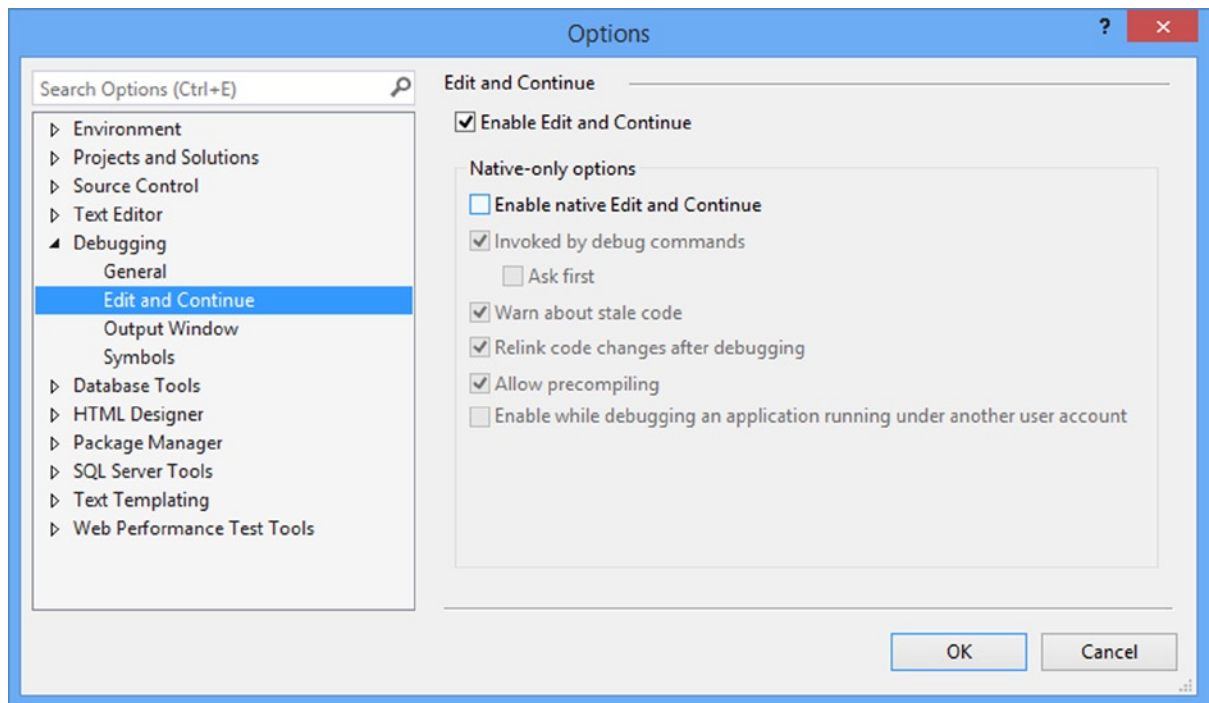 Options
?
Search Options (Ctrl+E)
Environment
Projects and Solutions
Source Control
Text Editor
Debugging
General
Edit and Continue
Output Window
Symbols
Database Tools
HTML Designer
Package Manager
SQL Server Tools
Text Templating
Web Performance Test Tools
Edit and Continue
Enable Edit and Continue
Native-only options
Enable native Edit and Continue
Invoked by debug commands
Ask first
Warn about stale code
Relink code changes after debugging
Allow precompiling
Enable while debugging an application running under another user account
OK
Cancel